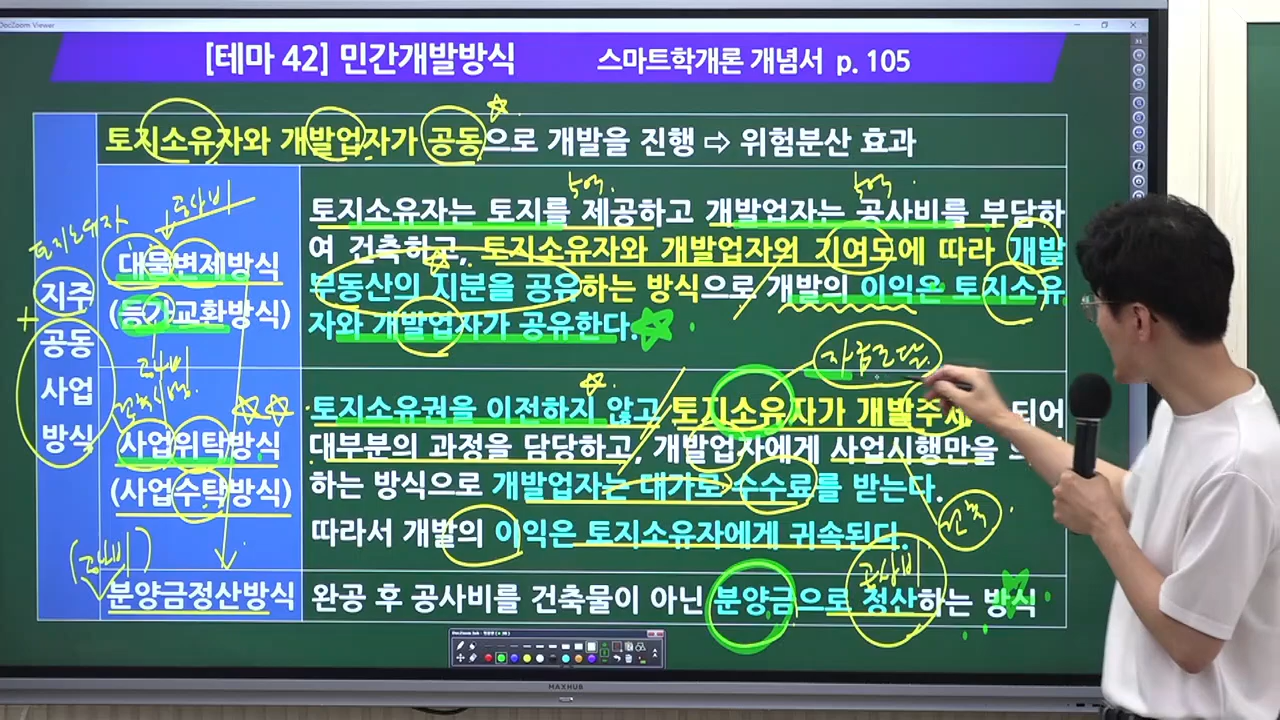 DocZoom Viewer
[테마 42] 민간개발방식 스마트학개론 개념서 p. 105
토지소유자와 개발업자가 공동으로 개발을 진행 ⇨ 위험분산 효과
토지소유자
지주
+
공동
사업
방식
공사비
대물변제방식
(등가교환방식)
5억
5억
토지소유자는 토지를 제공하고 개발업자는 공사비를 부담하
여 건축하고, 토지소유자와 개발업자의 기여도에 따라 개발
부동산의 지분을 공유하는 방식으로 개발의 이익은 토지소유
자와 개발업자가 공유한다.
자금조달
사업위탁방식
(사업수탁방식)
토지소유권을 이전하지 않고 토지소유자가 개발주체 되어
대부분의 과정을 담당하고, 개발업자에게 사업시행만을
하는 방식으로 개발업자는 대가로 수수료를 받는다.
건축
따라서 개발의 이익은 토지소유자에게 귀속된다.
(공사비)
공사비
분양금정산방식
완공 후 공사비를 건축물이 아닌 분양금으로 정산하는 방식
MAXHUB